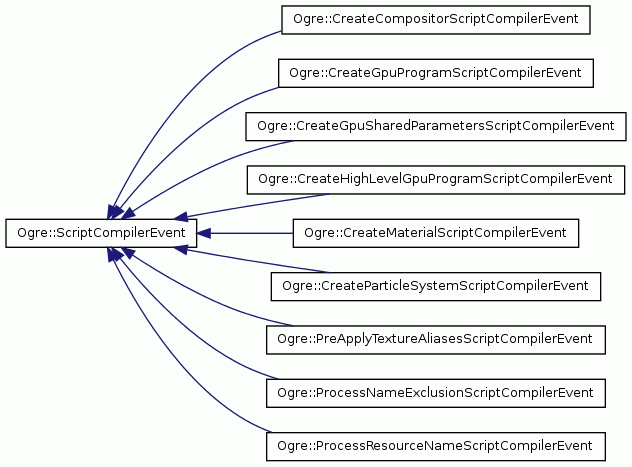 Ogre::CreateCompositorScriptCompilerEvent
Ogre::CreateGpuProgramScriptCompilerEvent
Ogre::CreateGpuSharedParametersScriptCompilerEvent
Ogre::CreateHighLevelGpuProgramScriptCompilerEvent
Ogre::ScriptCompilerEvent
Ogre::CreateMaterialScriptCompilerEvent
Ogre::CreateParticleSystemScriptCompilerEvent
Ogre::PreApplyTextureAliasesScriptCompilerEvent
Ogre::ProcessNameExclusionScriptCompilerEvent
Ogre::ProcessResourceNameScriptCompilerEvent